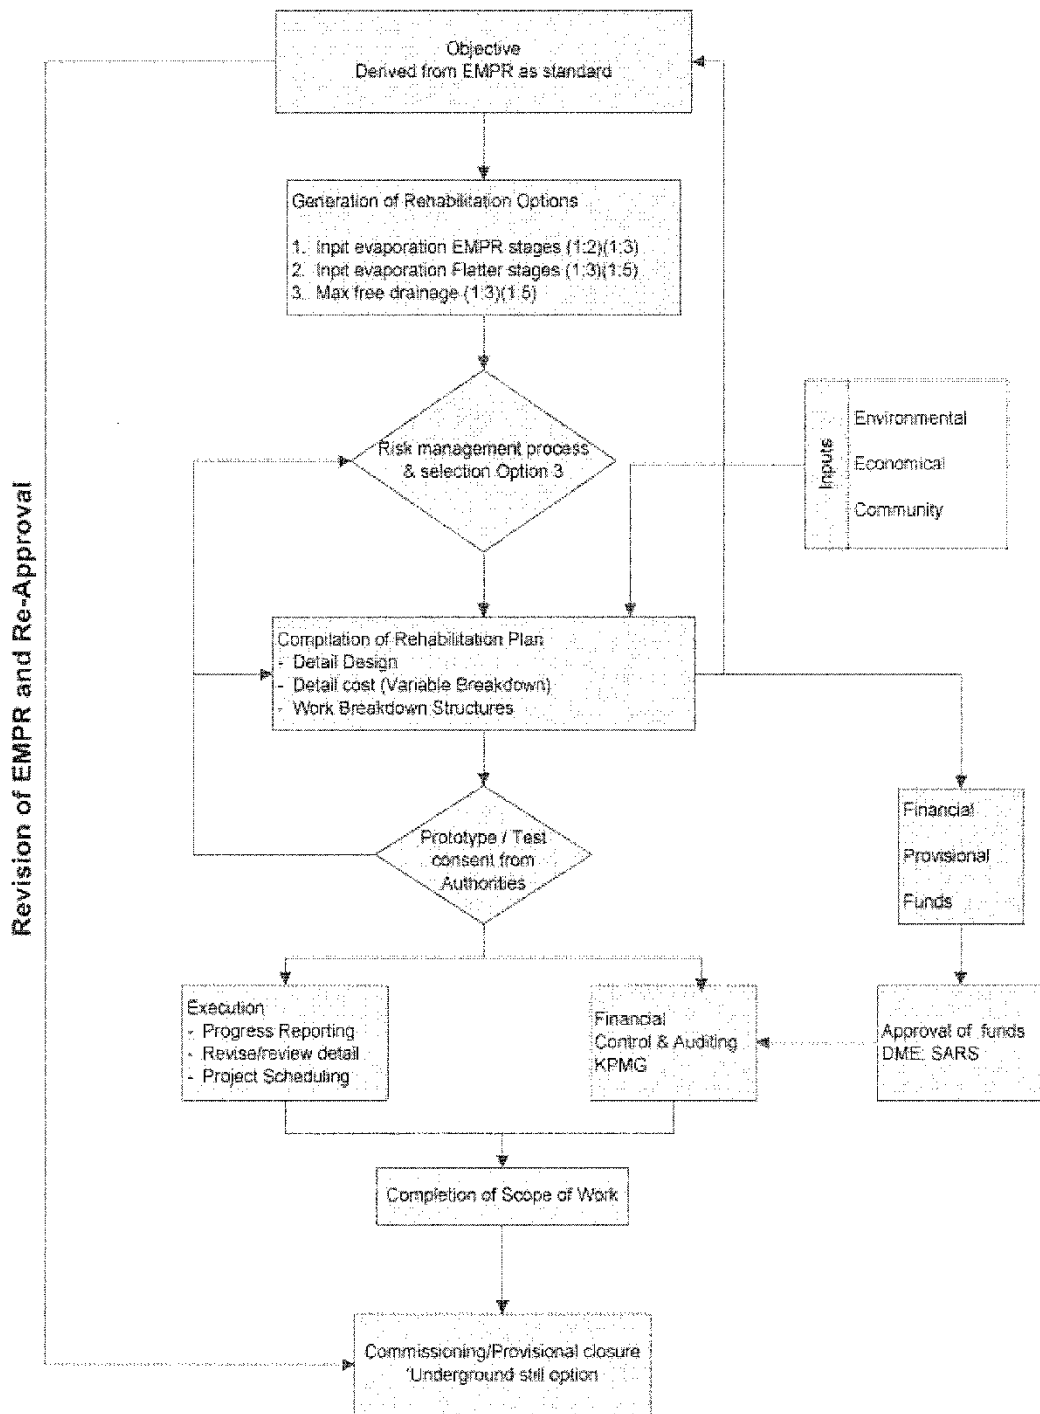 Objective
Derived from EMPR as standard
Generation of Rehabilitation Options
1. Inpit evaporation EMPR stages (1:2)(1:3)
2. Inpit evaporation Flatter stages (1:3)(1:5)
3. Max free drainage (1:3)(1:5)
Risk management process
& selection Option 3
Inputs
Environmental
Economical
Community
Revision of EMPR and Re-Approval
Compilation of Rehabilitation Plan
- Detail Design
- Detail cost (Variable Breakdown)
- Work Breakdown Structures
Prototype / Test
consent from
Authorities
Financial
Provisional
Funds
Execution
- Progress Reporting
- Revise/review detail
- Project Scheduling
Financial
Control & Auditing
KPMG
Approval of funds
DME: SARS
Completion of Scope of Work
Commissioning/Provisional closure
'Underground still option